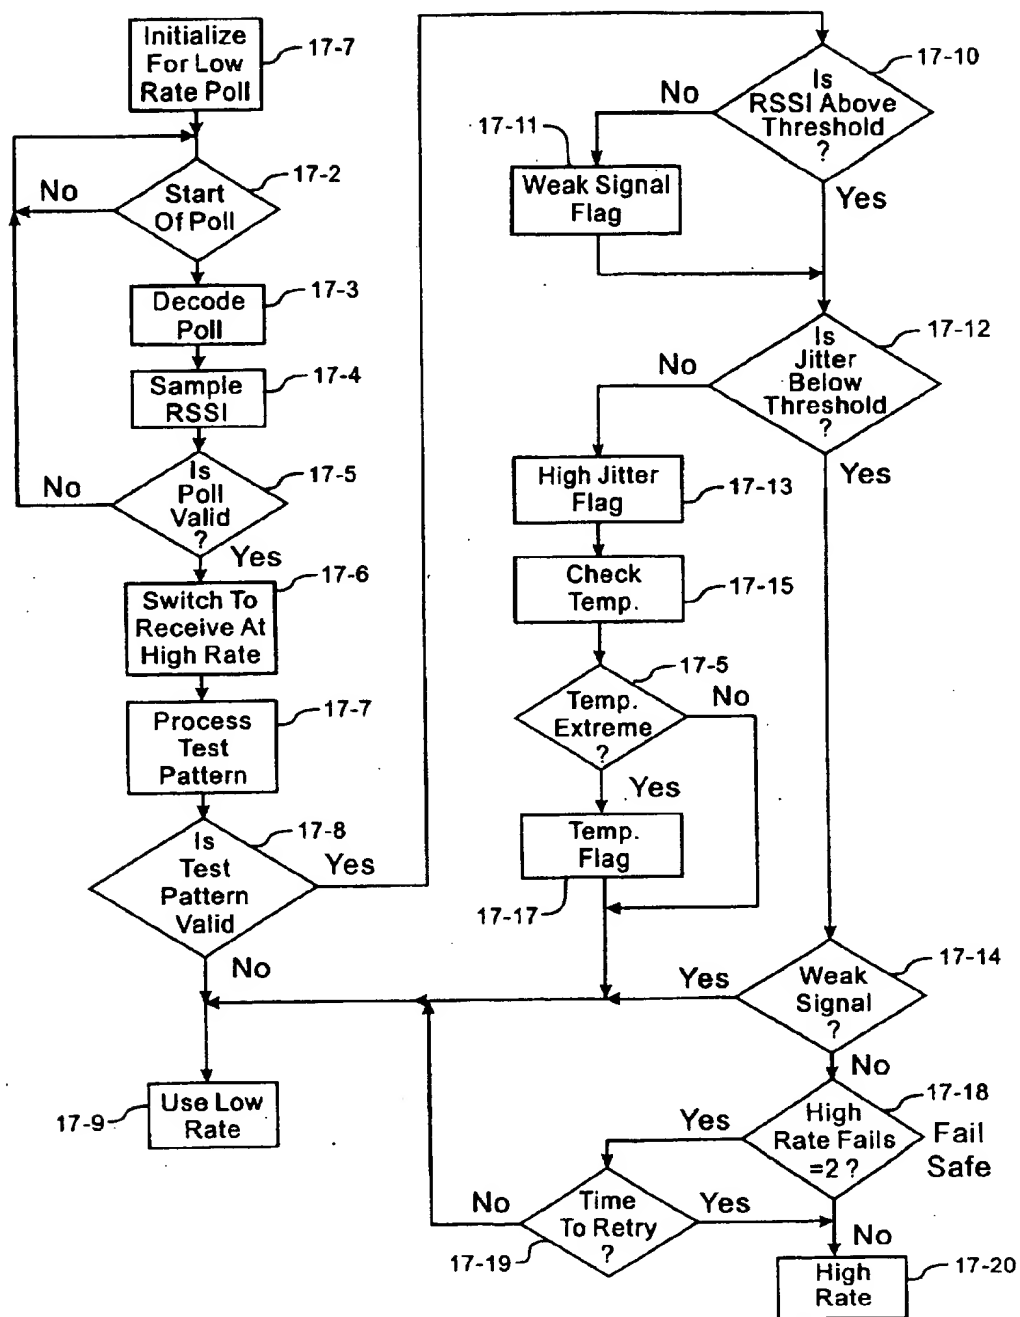 Initialize
For Low
Rate Poll
17-7
No
Start
Of Poll
17-2
Decode
Poll
17-3
Sample
RSSI
17-4
No
Is
Poll
Valid
?
17-5
Yes
Switch To
Receive At
High Rate
17-6
Process
Test
Pattern
17-7
Is
Test
Pattern
Valid
17-8
Yes
No
Use Low
Rate
17-9
Is
RSSI Above
Threshold
?
17-10
No
Yes
17-11
Weak Signal
Flag
Is
Jitter
Below
Threshold
?
17-12
No
Yes
High Jitter
Flag
17-13
Check
Temp.
17-15
Temp.
Extreme
?
17-5
No
Yes
Temp.
Flag
17-17
Weak
Signal
?
17-14
Yes
No
High
Rate Fails
=2 ?
17-18
Fail
Safe
Yes
No
Time
To Retry
?
17-19
No
Yes
High
Rate
17-20